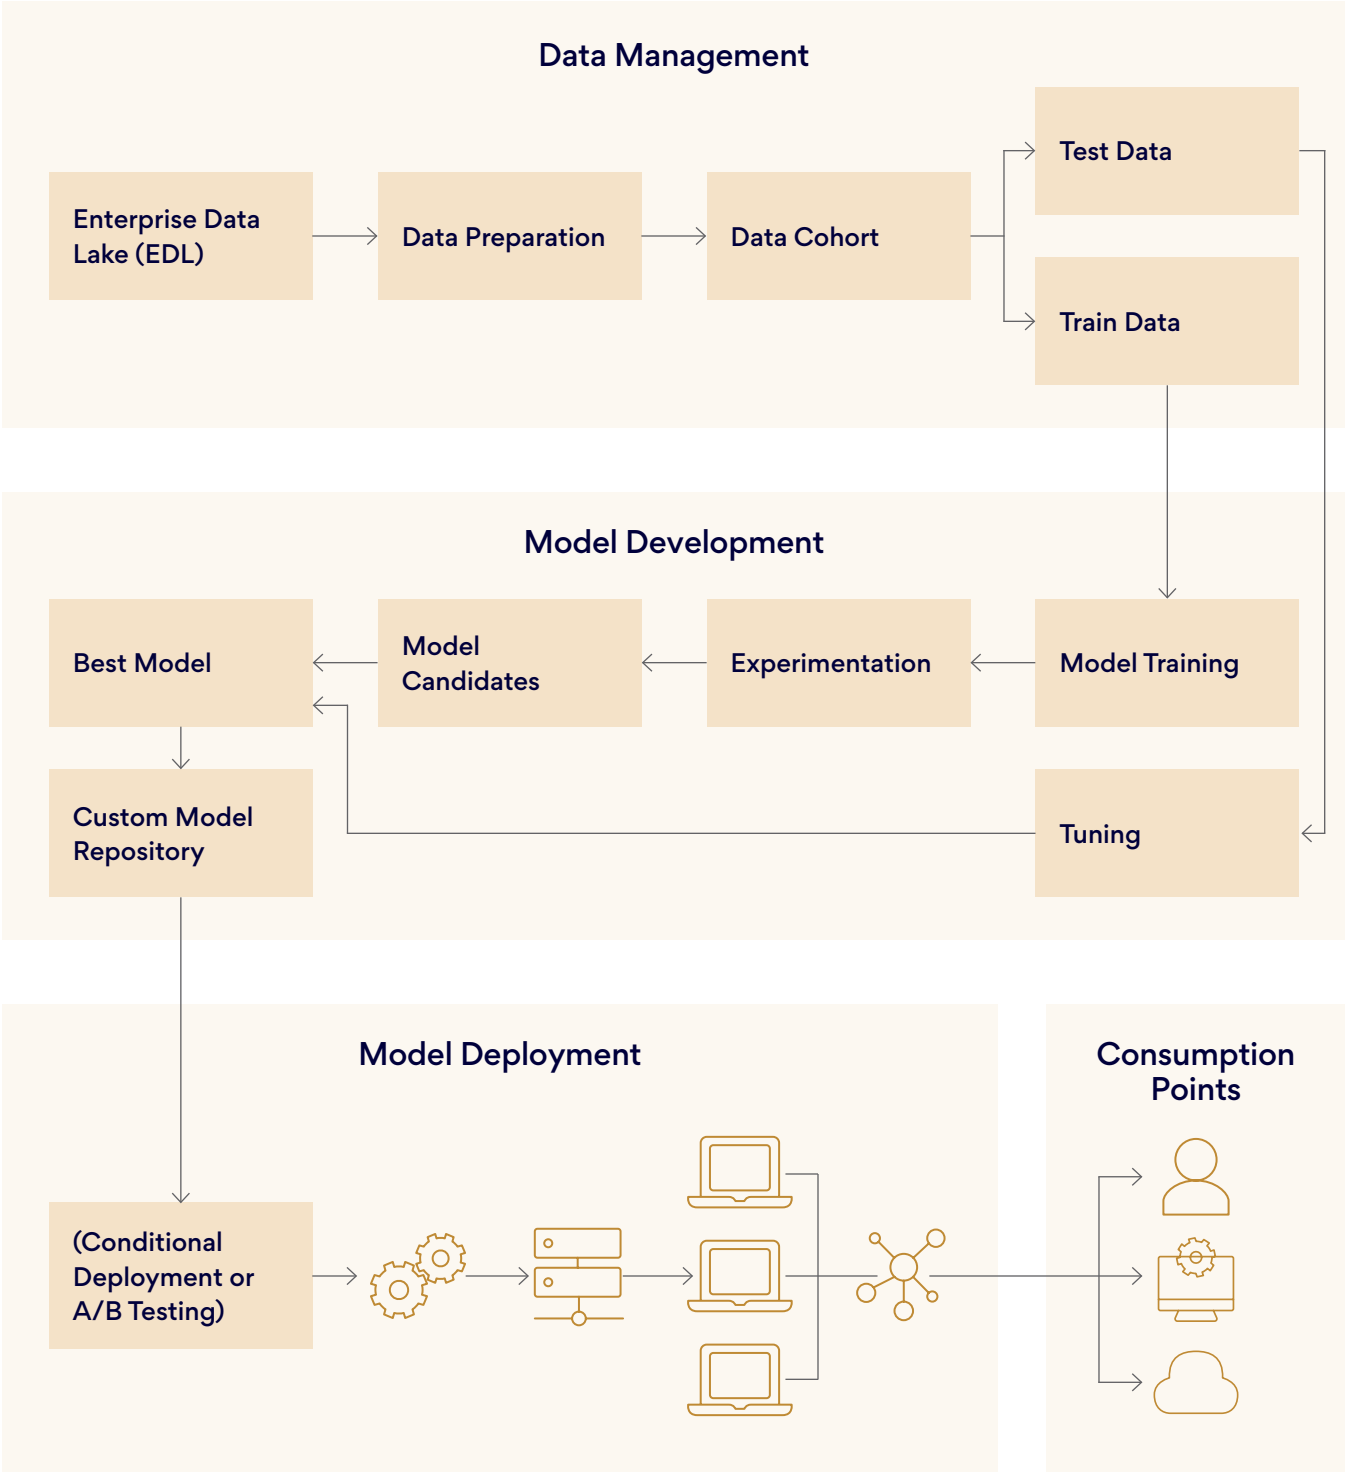 Data Management
Enterprise Data
Lake (EDL)
Data Preparation
Data Cohort
Test Data
Train Data
Model Development
Best Model
Model
Candidates
Experimentation
Model Training
Custom Model
Repository
Tuning
Model Deployment
(Conditional
Deployment or
A/B Testing)
Consumption
Points